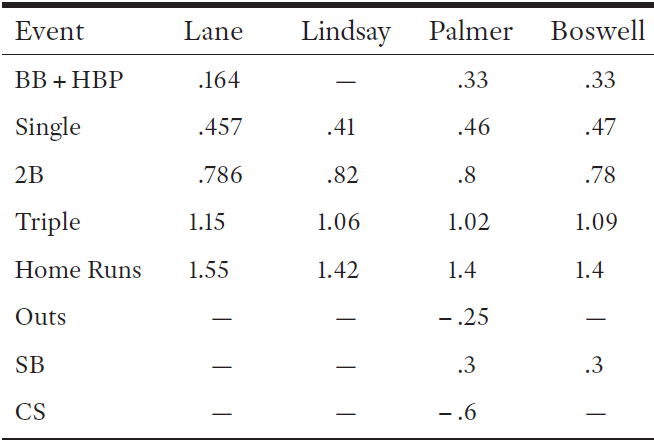 Event Lane Lindsay Palmer Boswell
BB + HBP .164 — .33 .33
Single .457 .41 .46 .47
2B .786 .82 .8 .78
Triple 1.15 1.06 1.02 1.09
Home Runs 1.55 1.42 1.4 1.4
Outs — — – .25 —
SB — — .3 .3
CS — — – .6 —